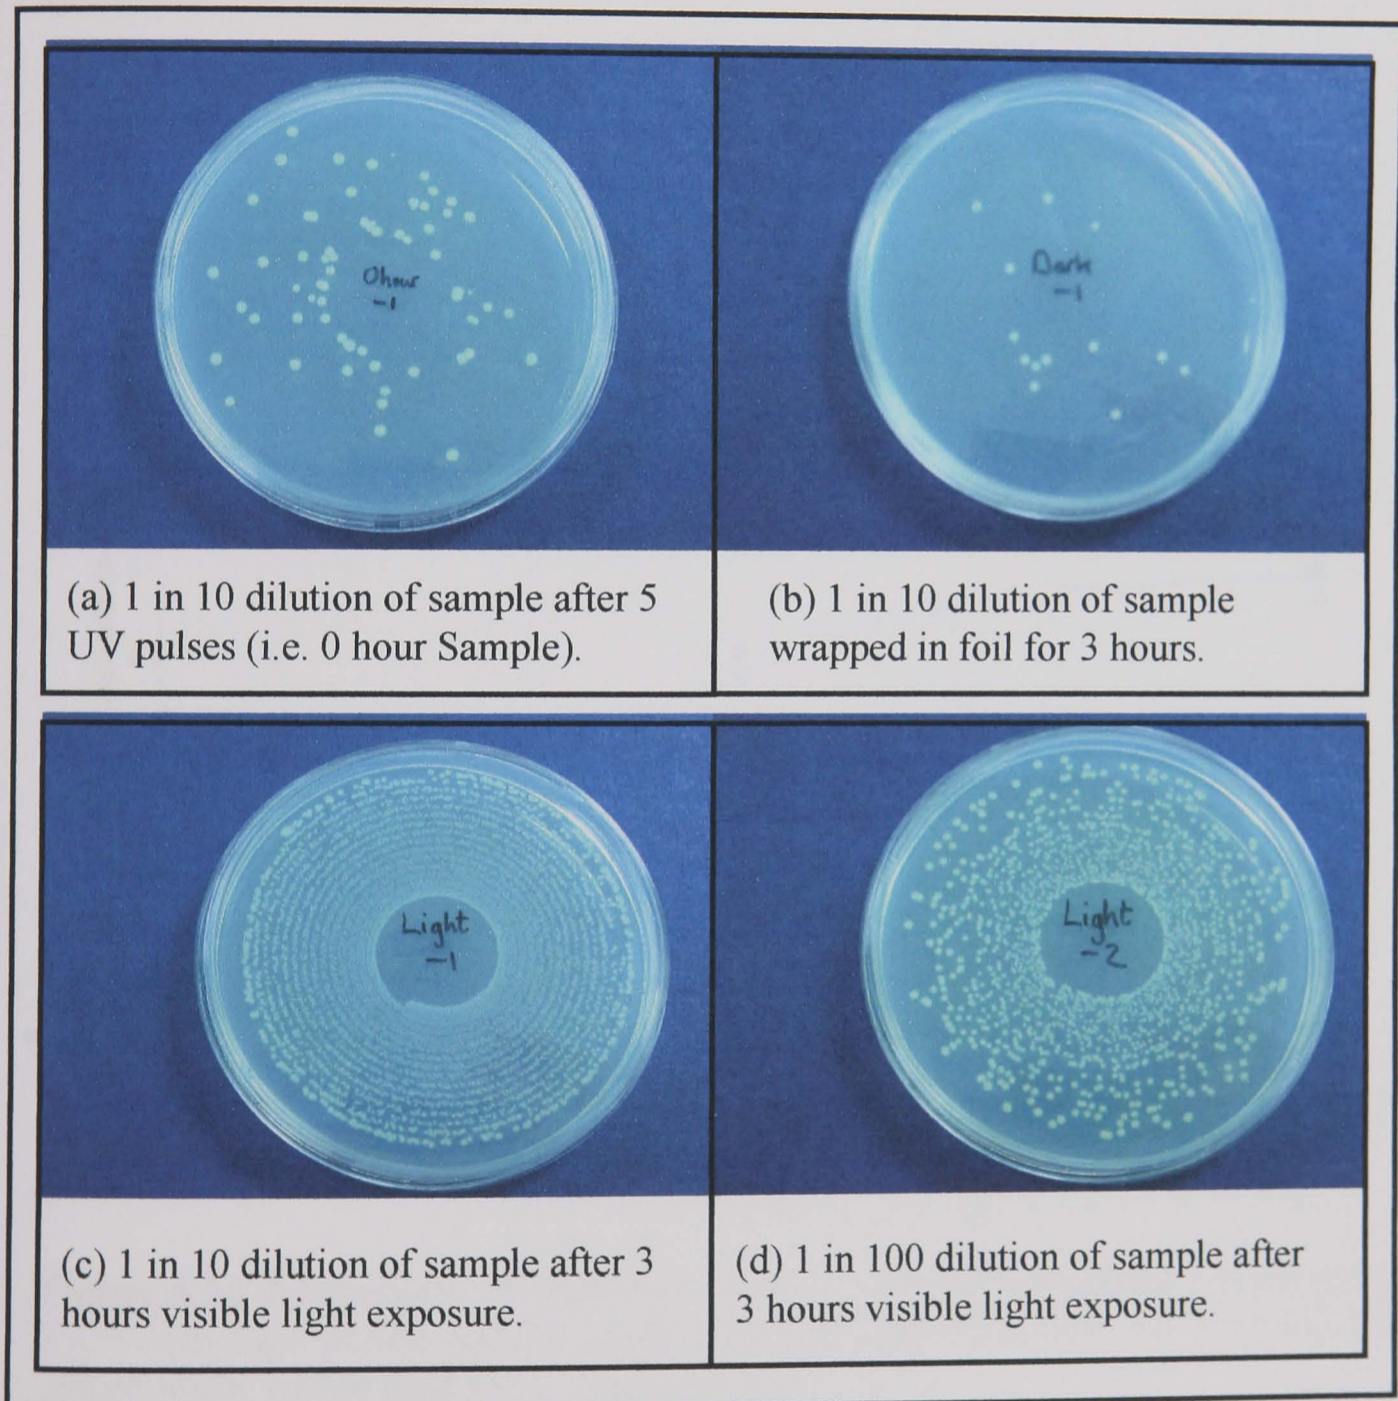 0hour
-1
Dark
-1
(a) 1 in 10 dilution of sample after 5
UV pulses (i.e. 0 hour Sample).
(b) 1 in 10 dilution of sample
wrapped in foil for 3 hours.
Light
-1
Light
-2
(c) 1 in 10 dilution of sample after 3
hours visible light exposure.
(d) 1 in 100 dilution of sample after
3 hours visible light exposure.